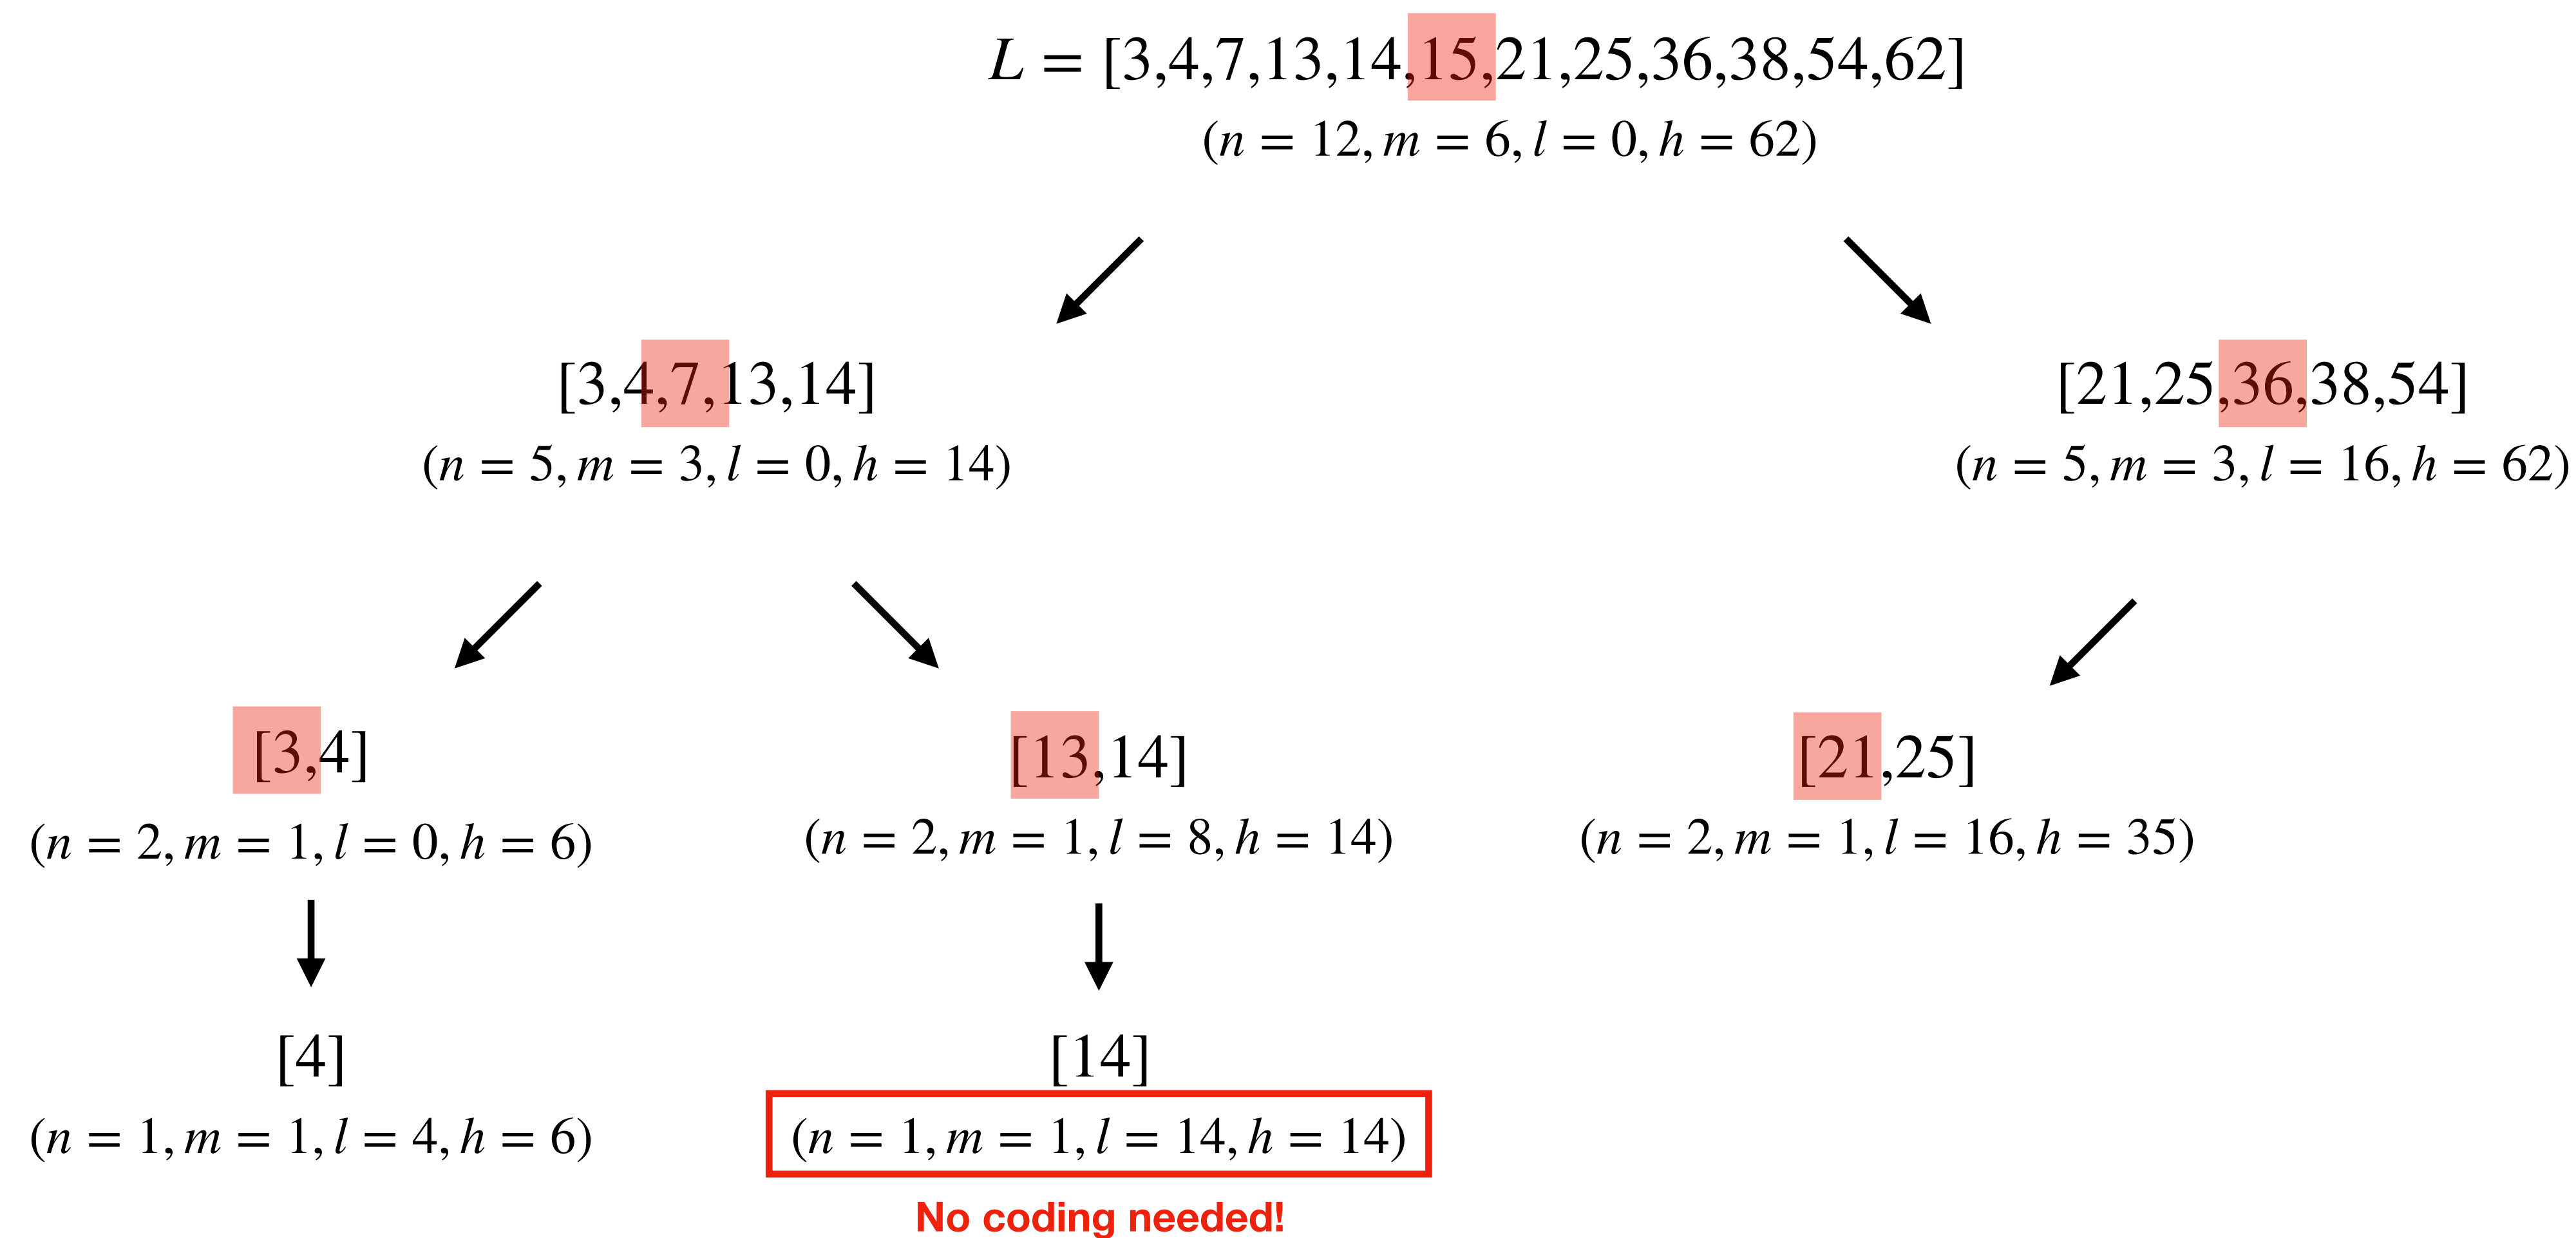 L = [3,4,7,13,14,15,21,25,36,38,54,62]
(n = 12, m = 6, l = 0, h = 62)
[3,4,7,13,14]
[21,25,36,38,54]
(n = 5, m = 3, l = 0, h = 14)
(n = 5, m = 3, l = 16, h = 62)
[3,4]
[13,14]
[21,25]
(n = 2, m = 1, l = 0, h = 6)
(n = 2, m = 1, l = 8, h = 14)
(n = 2, m = 1, l = 16, h = 35)
[4]
[14]
(n = 1, m = 1, l = 4, h = 6)
(n = 1, m = 1, l = 14, h = 14)
No coding needed!